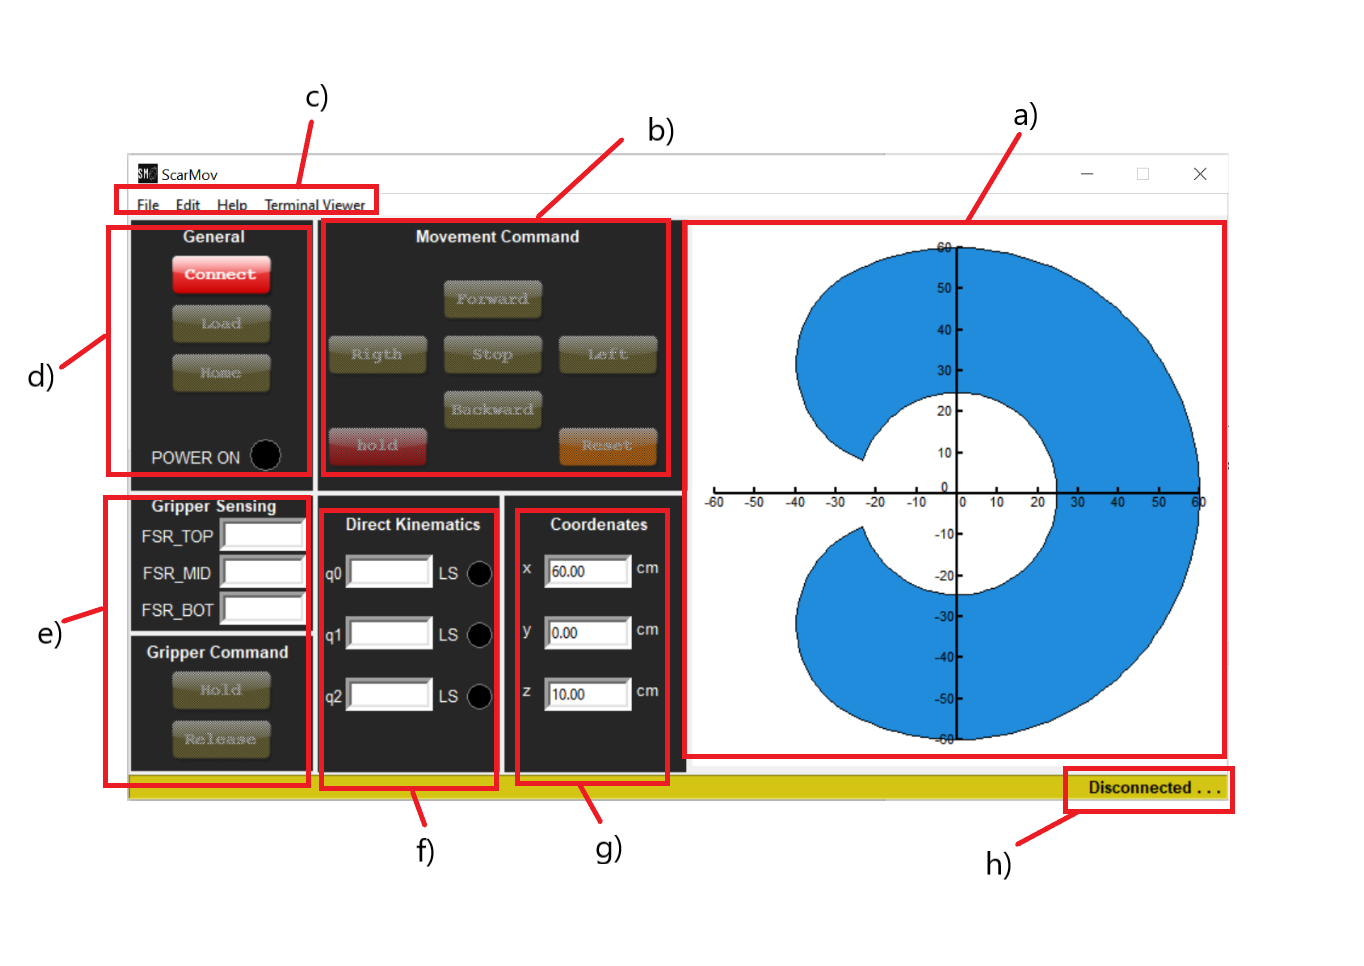 c)
a)
b)
SM ScarMov
File Edit Help Terminal Viewer
General
Connect
Load
Home
POWER ON
Movement Command
Forward
Rigth Stop Left
Backward
hold Reset
d)
Gripper Sensing
FSR_TOP
FSR_MID
FSR_BOT
Gripper Command
Hold
Release
e)
Direct Kinematics
q0 LS
q1 LS
q2 LS
Coordenates
x 60.00 cm
y 0.00 cm
z 10.00 cm
60
50
40
30
20
10
0
-60 -50 -40 -30 -20 -10 0 10 20 30 40 50 60
-10
-20
-30
-40
-50
-60
Disconnected . . .
f)
g)
h)